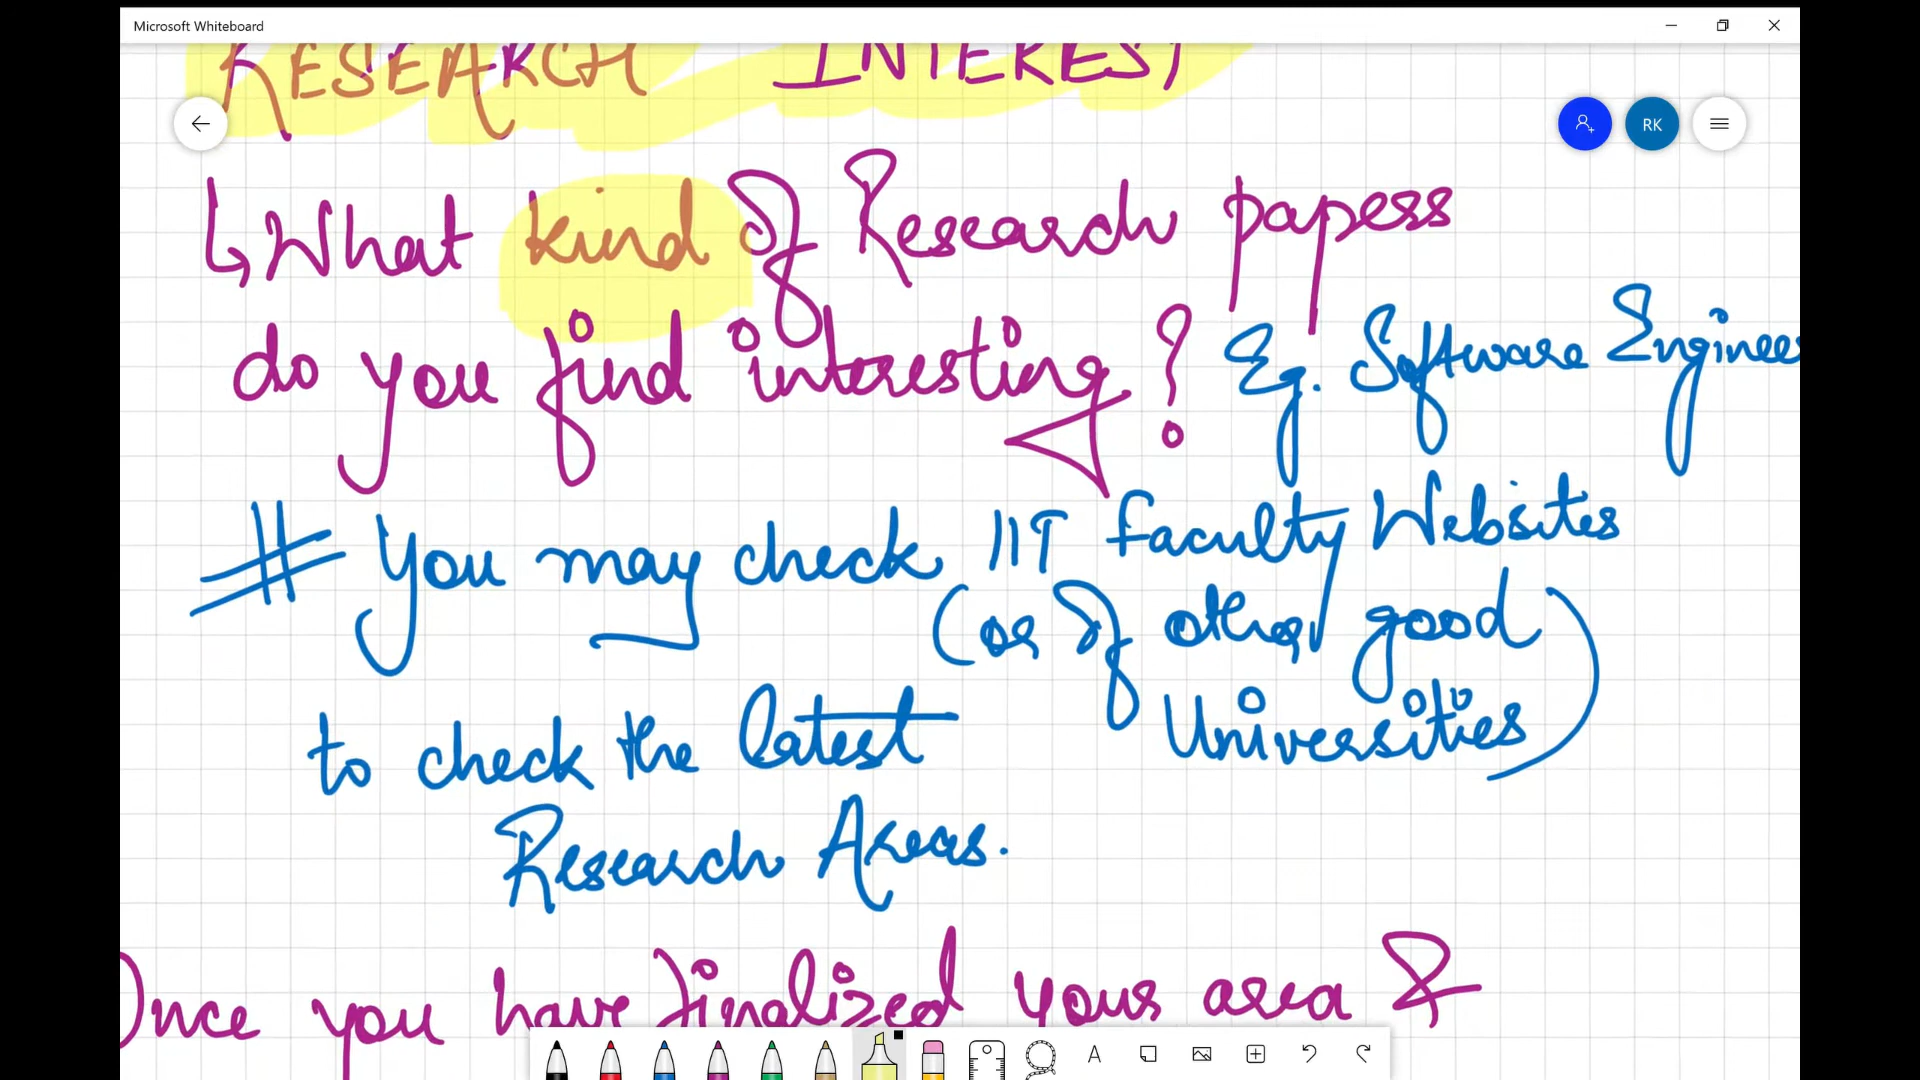 Microsoft Whiteboard
RESEARCH INTEREST
RK
↳ What kind of Research papers
do you find interesting? Eg. Software Enginee
# You may check IIT Faculty Websites
(or of other good
Universities)
to check the latest
Research Areas.
Once you have finalized your area &
A